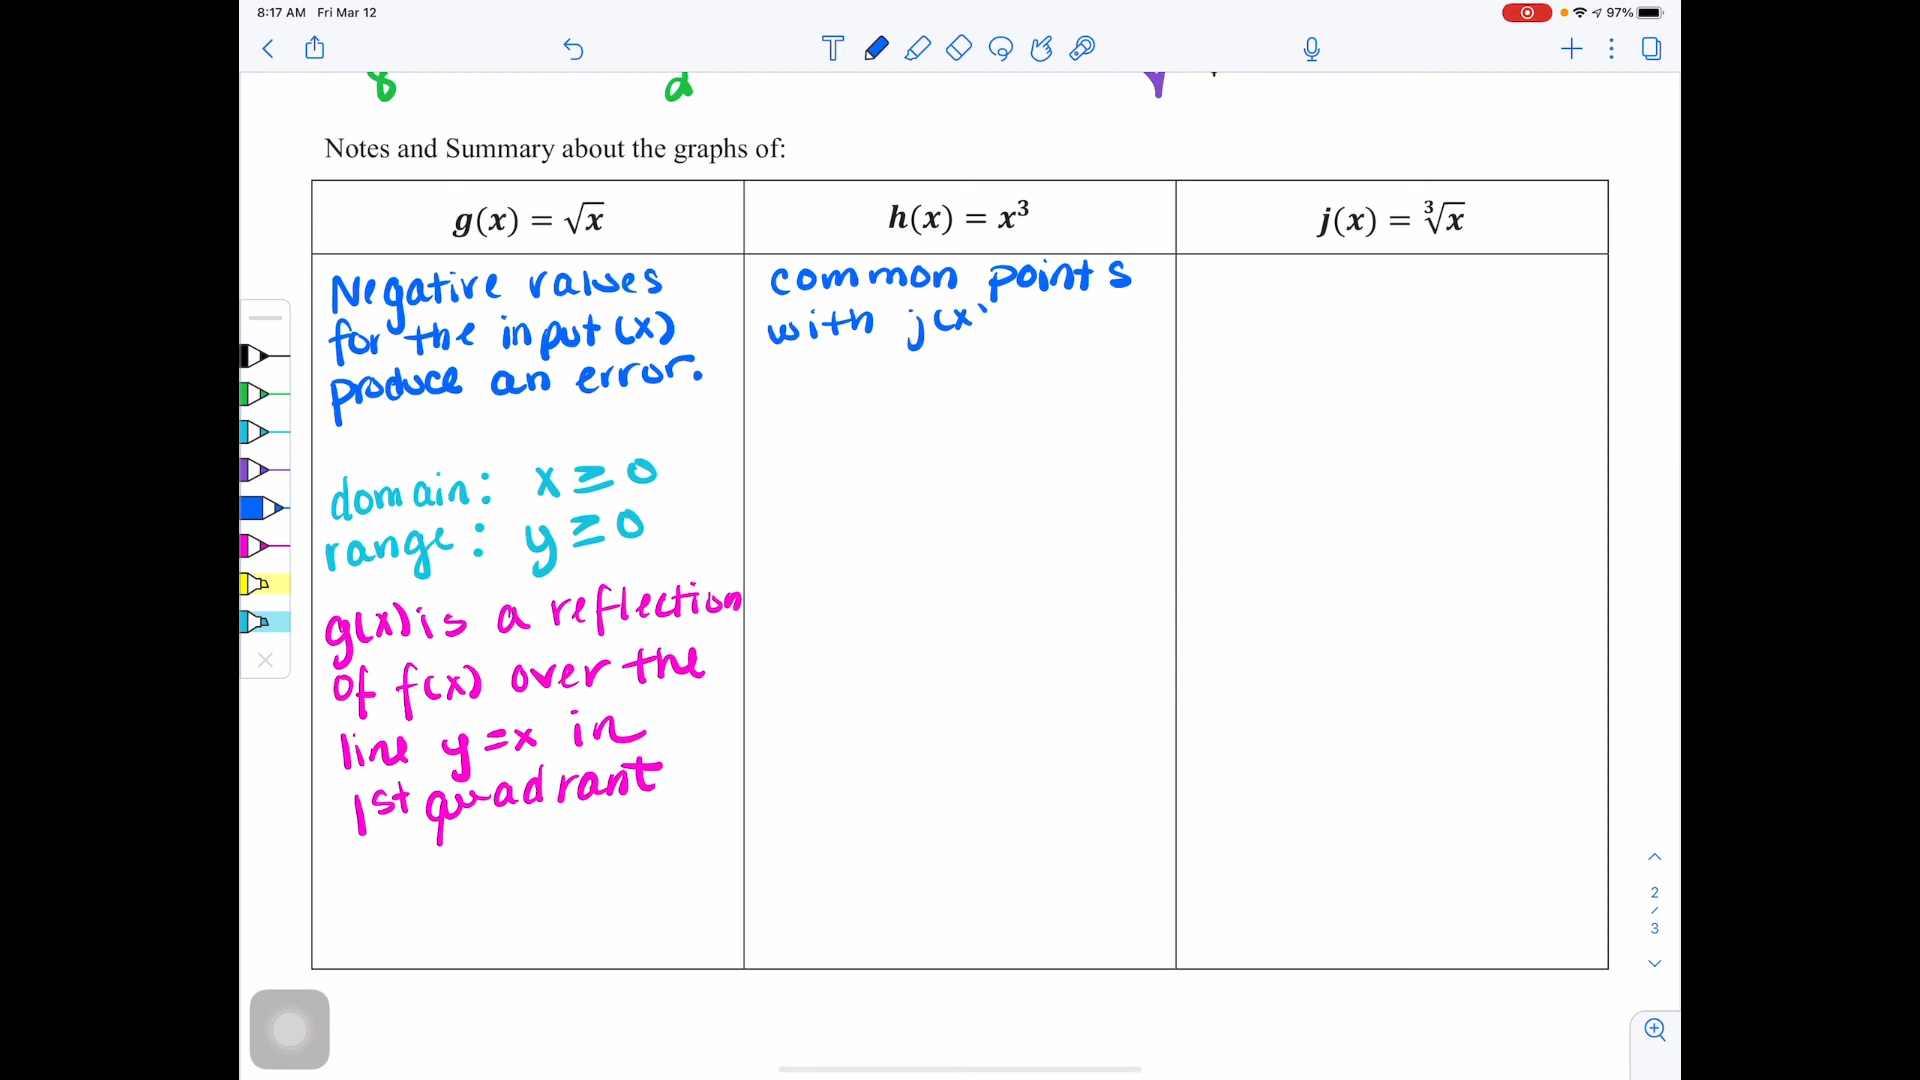 8:17 AM Fri Mar 12
97%
Notes and Summary about the graphs of:
g(x) = √x
h(x) = x³
j(x) = ∛x
Negative values
for the input (x)
produce an error.
domain: x ≥ 0
range: y ≥ 0
g(x) is a reflection
of f(x) over the
line y=x in
1st quadrant
common points
with j(x
2
/
3